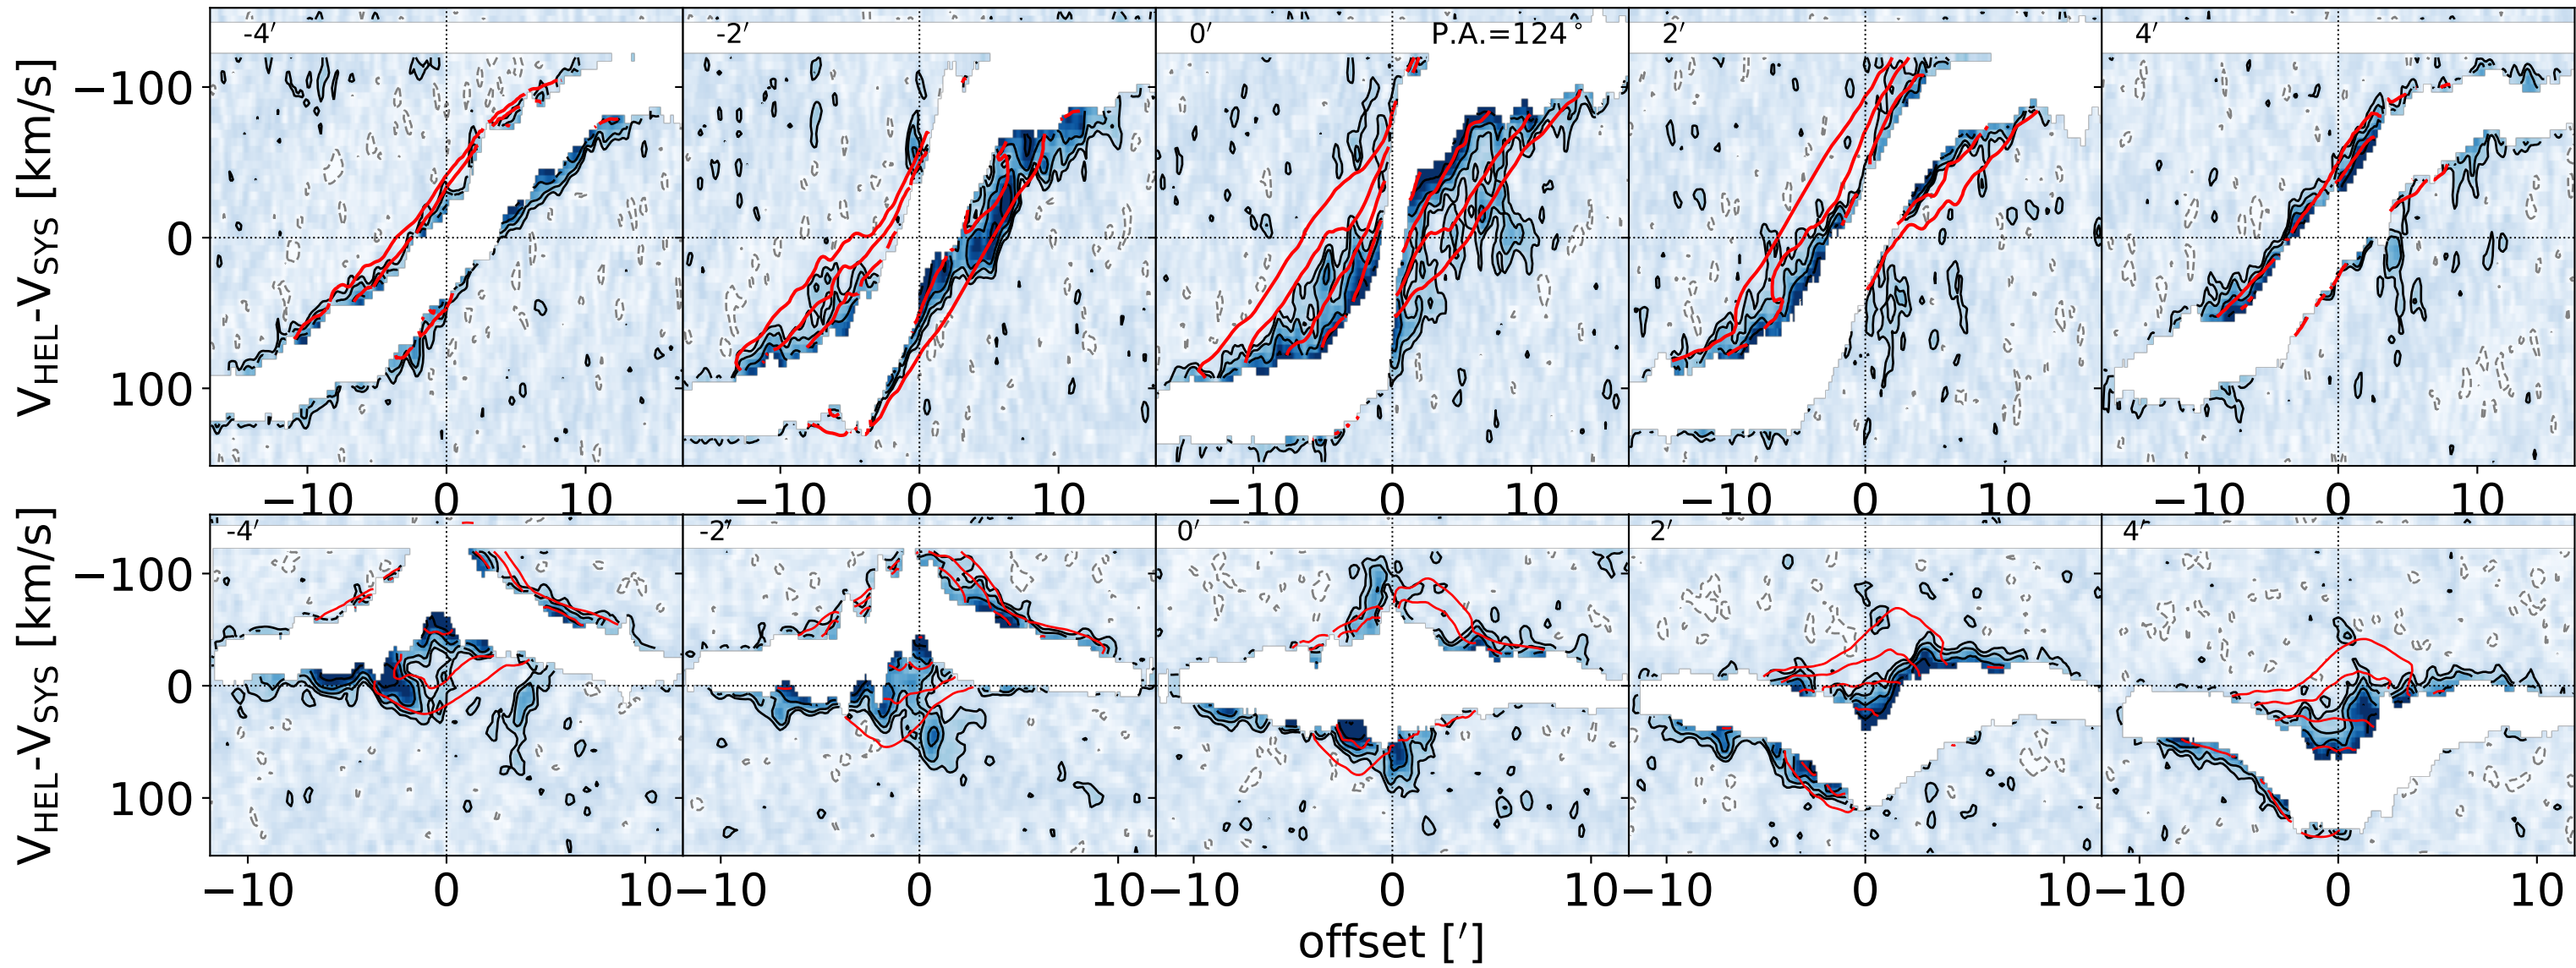 -4′ -2′ 0′ P.A.=124° 2′ 4′
V_HEL-V_SYS [km/s]
−100
0
100
−10 0 10 −10 0 10 −10 0 10 −10 0 10 −10 0 10
-4′ -2′ 0′ 2′ 4′
V_HEL-V_SYS [km/s]
−100
0
100
−10 0 10 −10 0 10 −10 0 10 −10 0 10 −10 0 10
offset [′]